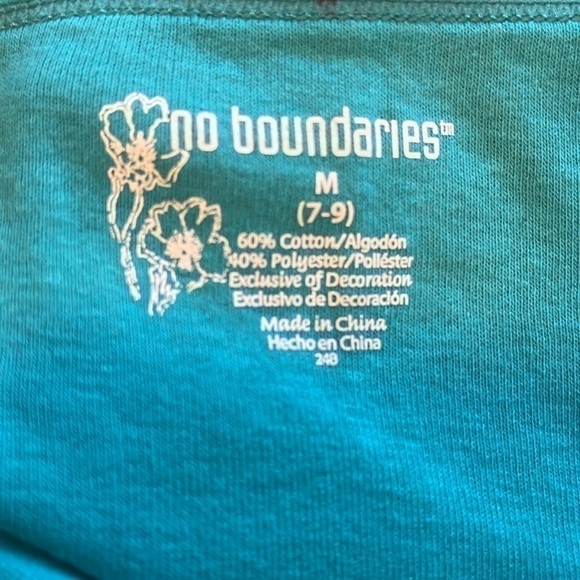 no boundaries™
M
(7-9)
60% Cotton/Algodón
40% Polyester/Poliéster
Exclusive of Decoration
Exclusivo de Decoración
Made in China
Hecho en China
248